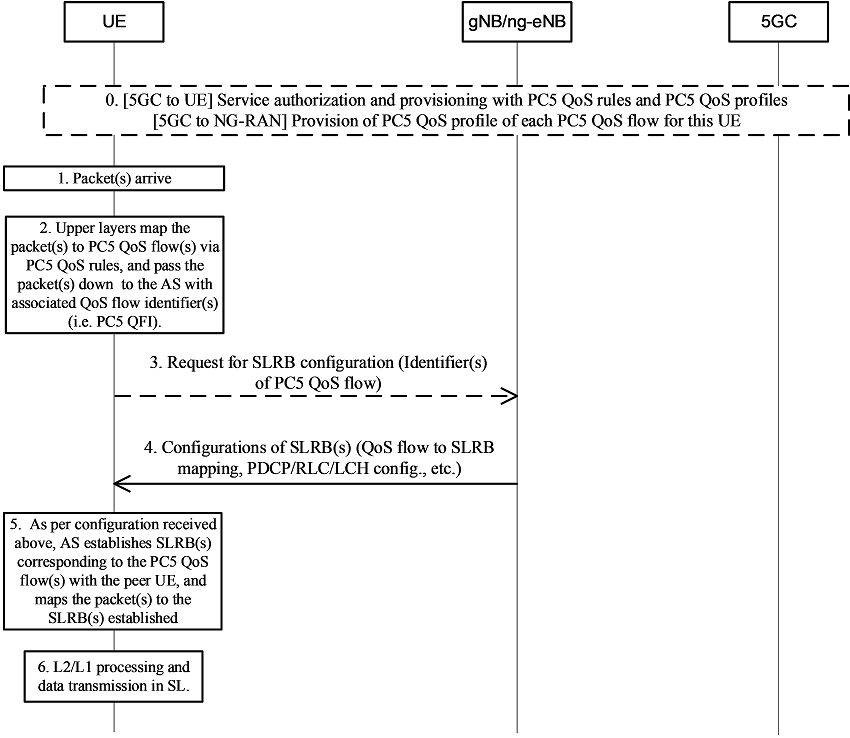 UE
gNB/ng-eNB
5GC
0. [5GC to UE] Service authorization and provisioning with PC5 QoS rules and PC5 QoS profiles
[5GC to NG-RAN] Provision of PC5 QoS profile of each PC5 QoS flow for this UE
1. Packet(s) arrive
2. Upper layers map the
packet(s) to PC5 QoS flow(s) via
PC5 QoS rules, and pass the
packet(s) down to the AS with
associated QoS flow identifier(s)
(i.e. PC5 QFI).
3. Request for SLRB configuration (Identifier(s)
of PC5 QoS flow)
4. Configurations of SLRB(s) (QoS flow to SLRB
mapping, PDCP/RLC/LCH config., etc.)
5. As per configuration received
above, AS establishes SLRB(s)
corresponding to the PC5 QoS
flow(s) with the peer UE, and
maps the packet(s) to the
SLRB(s) established
6. L2/L1 processing and
data transmission in SL.